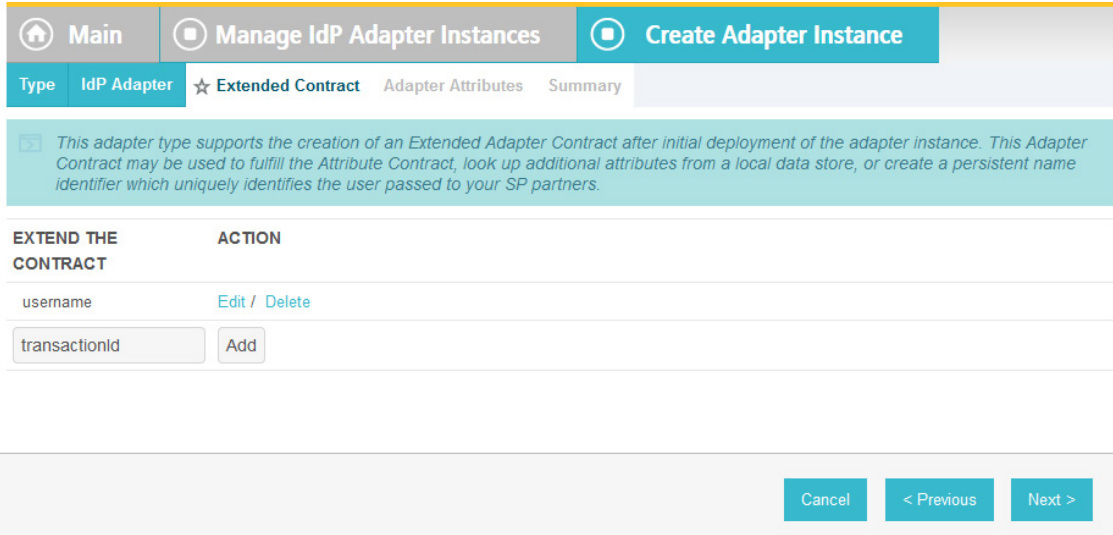 Main Manage IdP Adapter Instances Create Adapter Instance
Type IdP Adapter Extended Contract Adapter Attributes Summary
This adapter type supports the creation of an Extended Adapter Contract after initial deployment of the adapter instance. This Adapter
Contract may be used to fulfill the Attribute Contract, look up additional attributes from a local data store, or create a persistent name
identifier which uniquely identifies the user passed to your SP partners.
EXTEND THE ACTION
CONTRACT
username Edit / Delete
transactionId Add
Cancel < Previous Next >